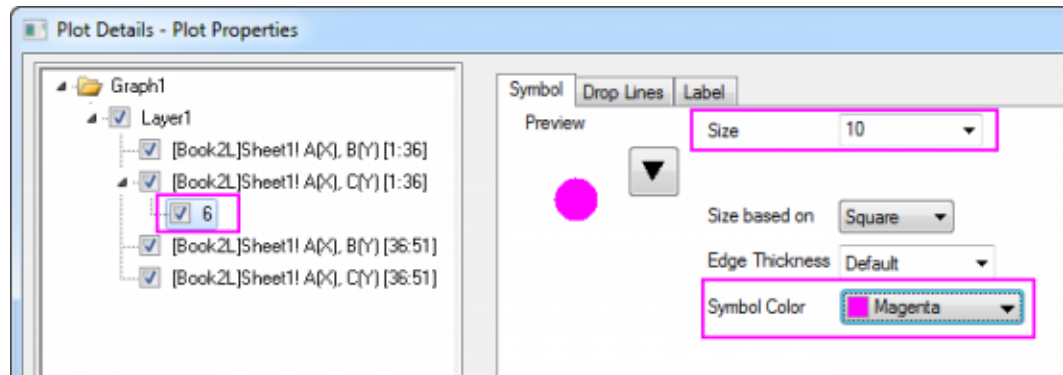 Plot Details - Plot Properties
Graph1
Layer1
[Book2L]Sheet1! A(X), B(Y) [1:36]
[Book2L]Sheet1! A(X), C(Y) [1:36]
6
[Book2L]Sheet1! A(X), B(Y) [36:51]
[Book2L]Sheet1! A(X), C(Y) [36:51]
Symbol Drop Lines Label
Preview
Size 10
Size based on Square
Edge Thickness Default
Symbol Color Magenta